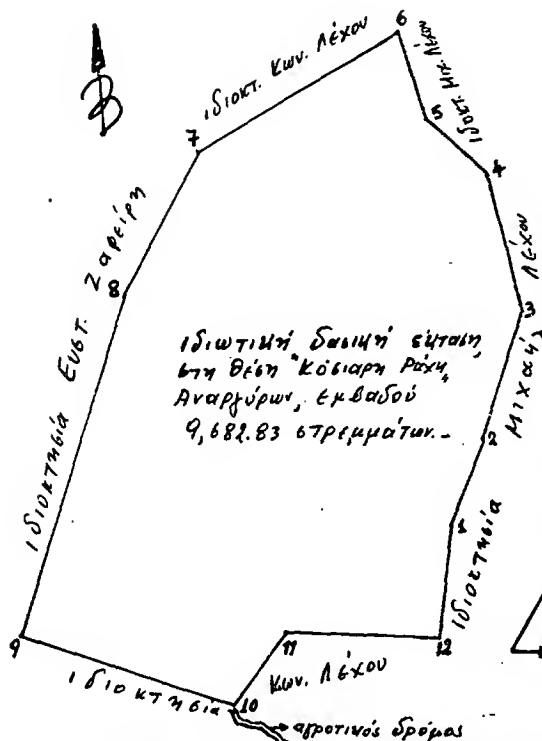 Β
6
ιδιοκτ. Κων. Λέχου
ιδιοκτ. Μιχ. Λέχου
5
7
4
ιδιοκτησία Ευστ. Ζαφείρη
8
3
ιδιωτική δασική έκταση
στη θέση "Κόσιαρη Ράχη"
Αναργύρων, εμβαδού
9,682.83 στρεμμάτων.-
2
1
Ιδιοκτησία Μιχαήλ Λέχου
9
11
12
ιδιοκτησία Κων. Λέχου
10
αγροτικός δρόμος